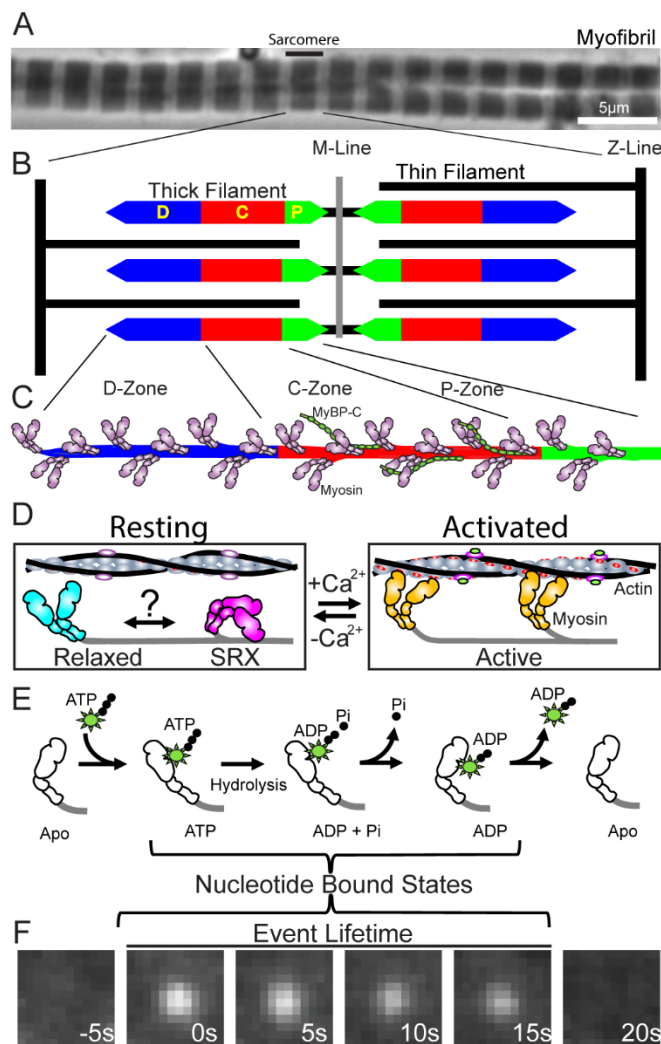 A
Sarcomere
Myofibril
5µm
B
M-Line
Z-Line
Thick Filament
Thin Filament
D
C
P
C
D-Zone
C-Zone
P-Zone
MyBP-C
Myosin
D
Resting
Activated
?
+Ca2+
-Ca2+
Actin
Myosin
Relaxed
SRX
Active
E
ATP
ATP
ADP
Pi
Pi
ADP
ADP
Hydrolysis
Apo
ATP
ADP + Pi
ADP
Apo
Nucleotide Bound States
F
Event Lifetime
-5s
0s
5s
10s
15s
20s